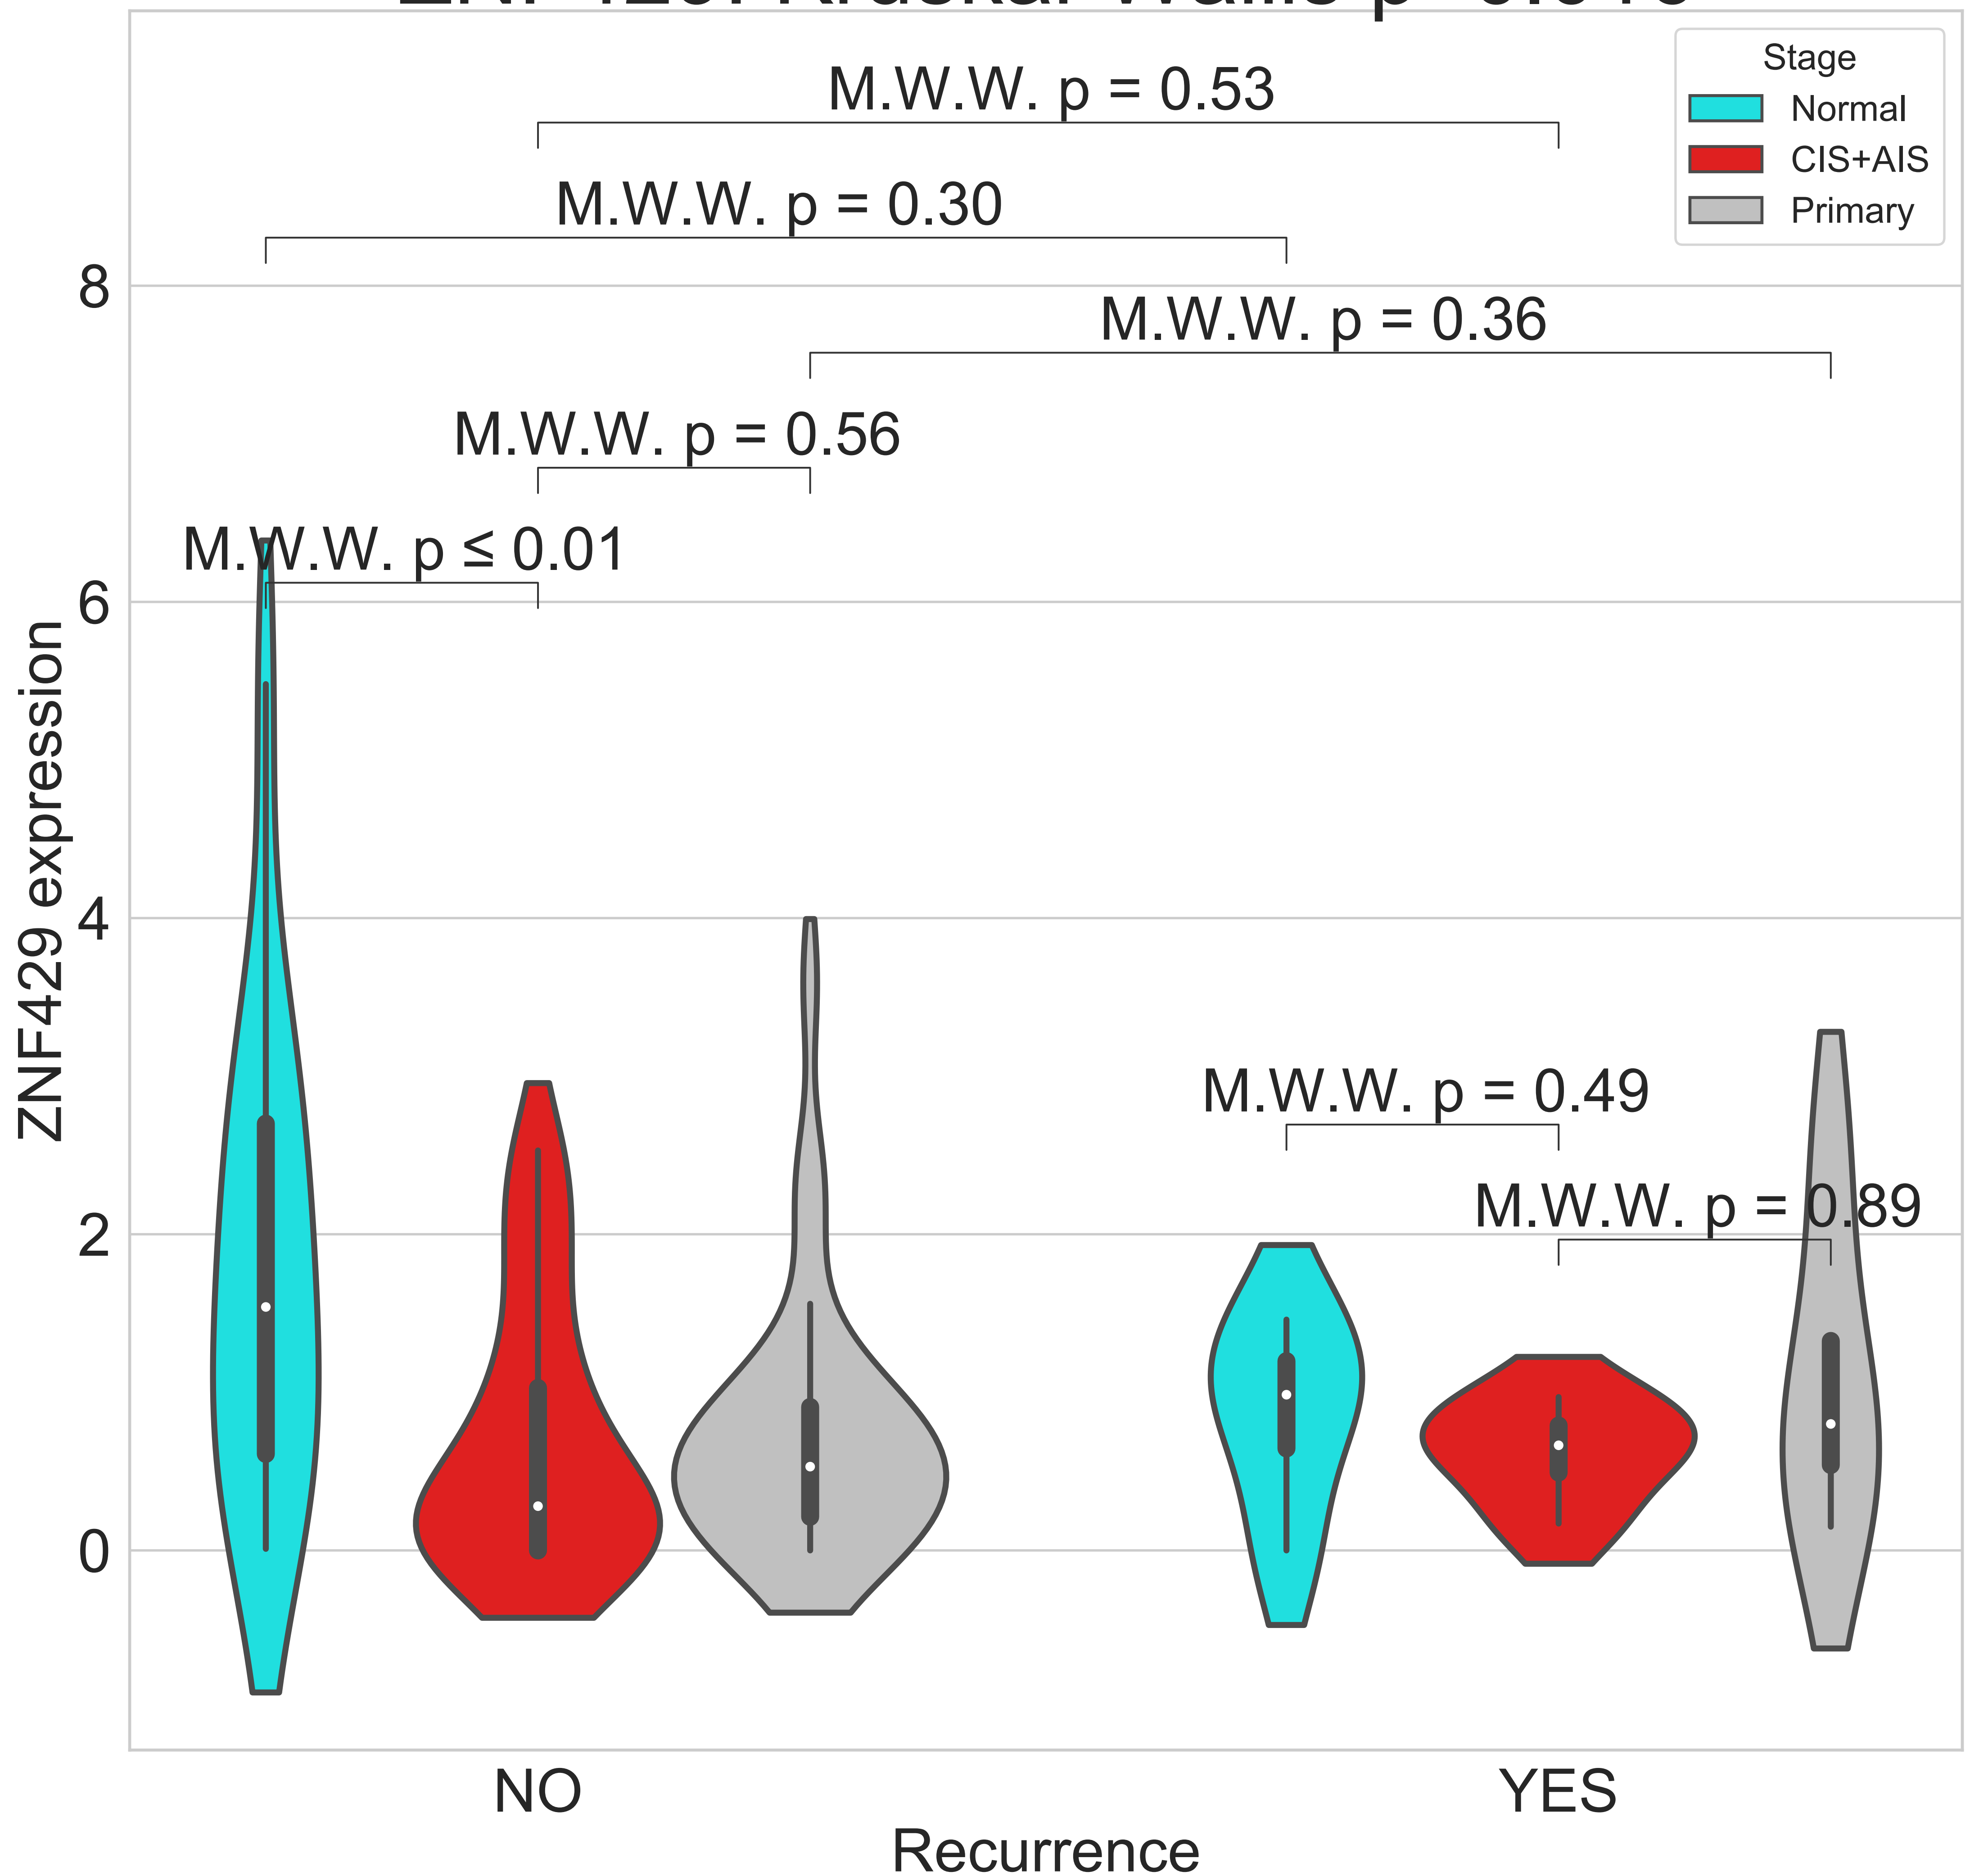 Stage
Normal
CIS+AIS
Primary
M.W.W. p = 0.53
M.W.W. p = 0.30
M.W.W. p = 0.36
M.W.W. p = 0.56
M.W.W. p ≤ 0.01
M.W.W. p = 0.49
M.W.W. p = 0.89
ZNF429 expression
8
6
4
2
0
NO
YES
Recurrence